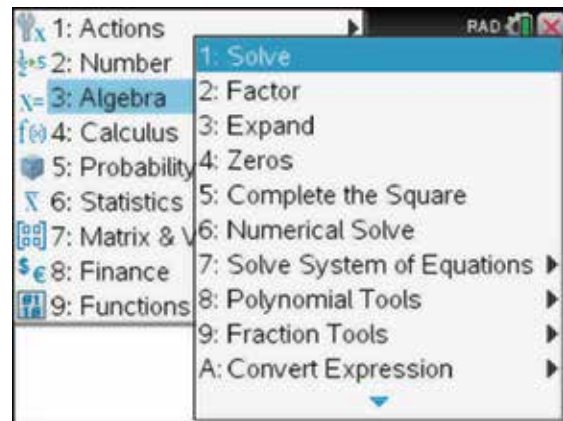 1: Actions
2: Number
3: Algebra
4: Calculus
5: Probability
6: Statistics
7: Matrix & V
8: Finance
9: Functions
RAD
1: Solve
2: Factor
3: Expand
4: Zeros
5: Complete the Square
6: Numerical Solve
7: Solve System of Equations
8: Polynomial Tools
9: Fraction Tools
A: Convert Expression